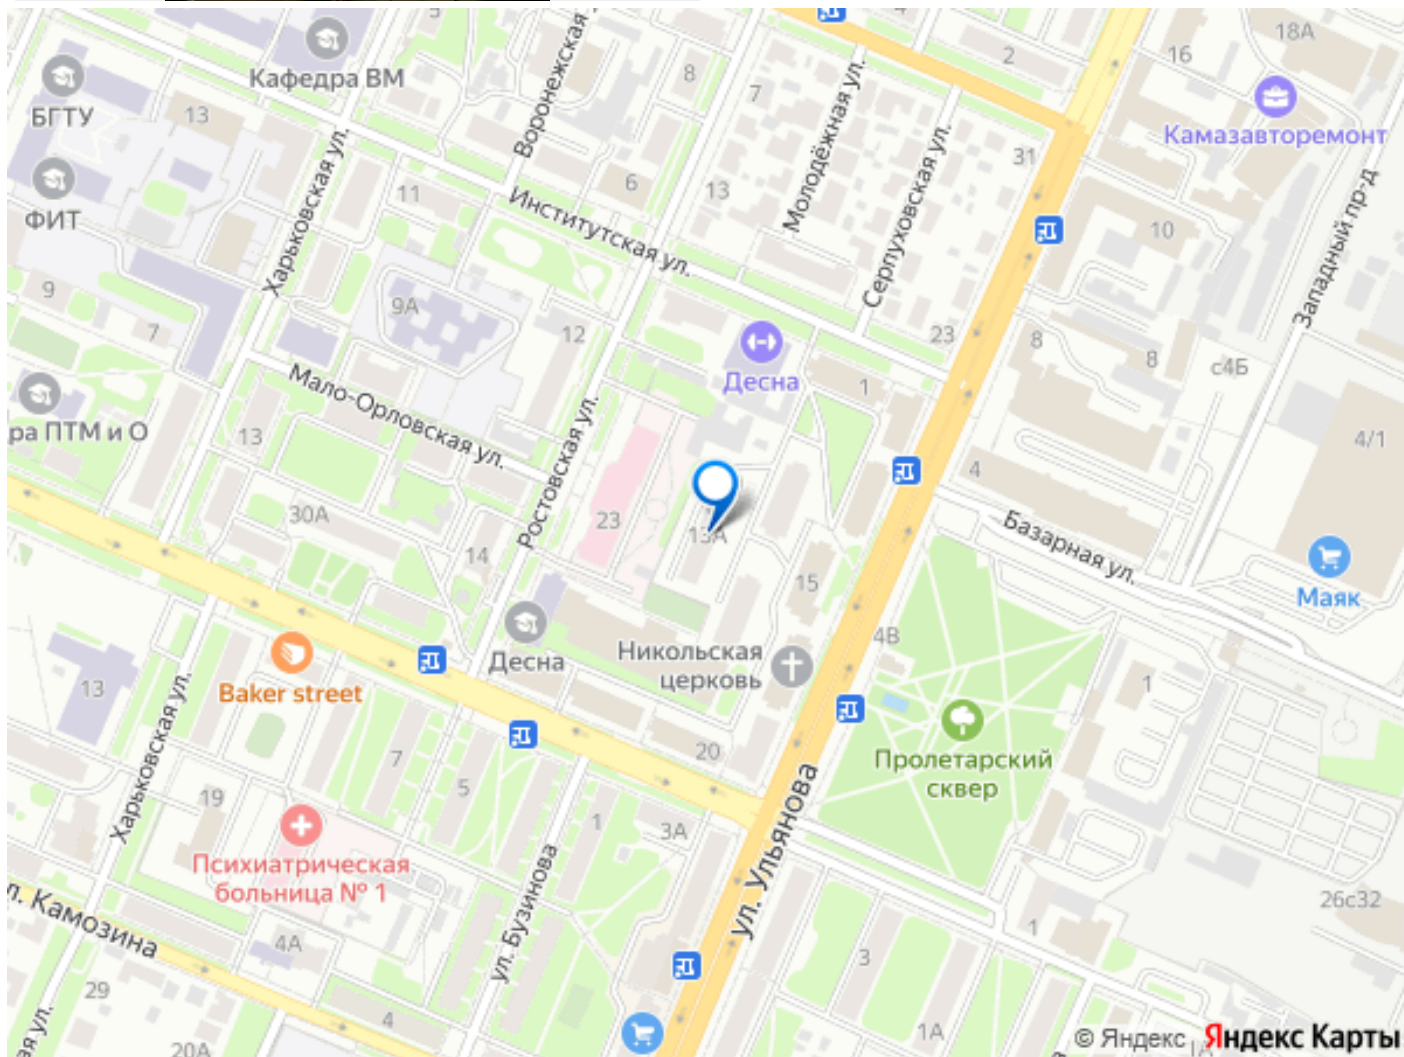 5
4
2
16
18А
Кафедра ВМ
Воронежская
8
7
Молодёжная ул.
БГТУ
13
Камазавторемонт
Харьковская ул.
31
ФИТ
11
6
13
Серпуховская ул.
Западный пр-д
Институтская ул.
10
9
7
9А
12
23
8
8
с4Б
Десна
1
Мало-Орловская ул.
ра ПТМ и О
13
Ростовская ул.
4/1
4
30А
23
13А
Базарная ул.
14
15
Маяк
Десна
Никольская
церковь
4В
13
Baker street
1
Харьковская ул.
7
5
20
Пролетарский
сквер
19
1
3А
ул. Ульянова
Психиатрическая
больница № 1
ул. Бузинова
л. Камозина
4А
3
1
26с32
29
4
1А
ая ул.
20А
© Яндекс Яндекс Карты